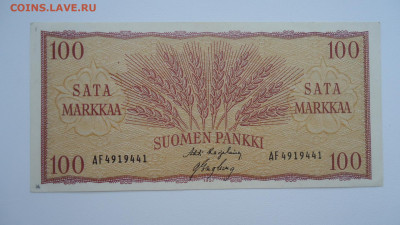 COINS.LAVE.RU
100 100
SATA SATA
MARKKAA MARKKAA
SUOMEN PANKKI
100 AF4919441 AF4919441 100